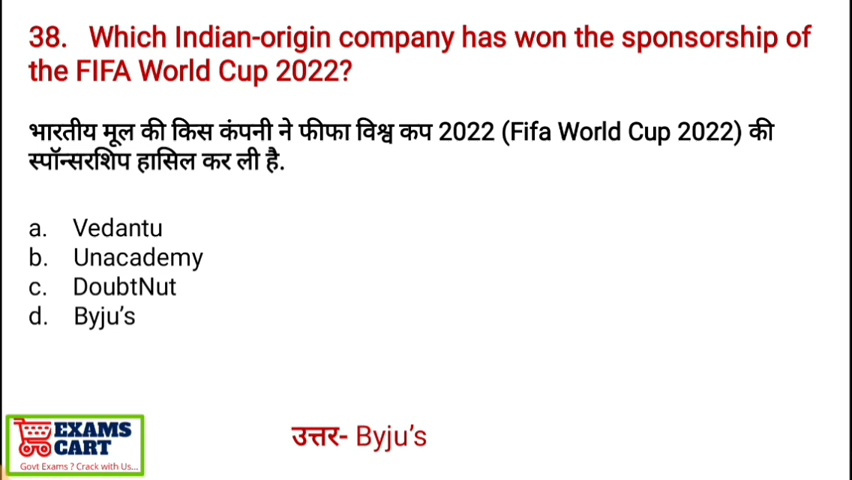 38. Which Indian-origin company has won the sponsorship of
the FIFA World Cup 2022?
भारतीय मूल की किस कंपनी ने फीफा विश्व कप 2022 (Fifa World Cup 2022) की
स्पॉन्सरशिप हासिल कर ली है.
a. Vedantu
b. Unacademy
c. DoubtNut
d. Byju's
उत्तर- Byju's
EXAMS
CART
Govt Exams ? Crack with Us...